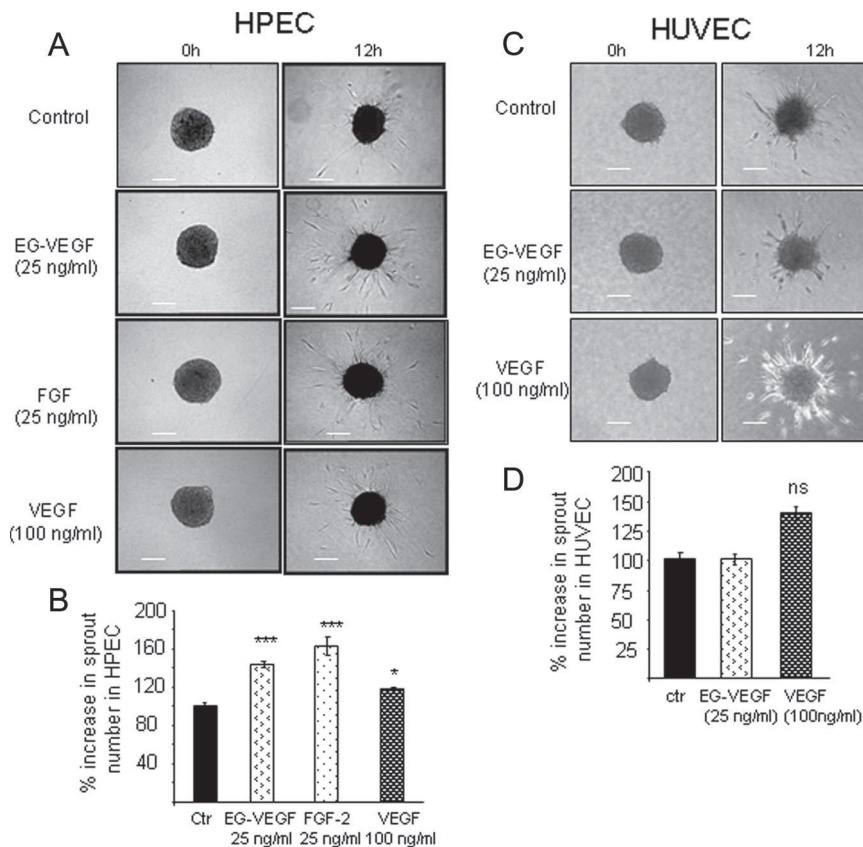 A
HPEC
0h
12h
Control
EG-VEGF
(25 ng/ml)
FGF
(25 ng/ml)
VEGF
(100 ng/ml)
B
% increase in sprout
number in HPEC
200
160
120
80
40
***
***
*
Ctr
EG-VEGF
25 ng/ml
FGF-2
25 ng/ml
VEGF
100 ng/ml
C
HUVEC
0h
12h
Control
EG-VEGF
(25 ng/ml)
VEGF
(100 ng/ml)
D
% increase in sprout
number in HUVEC
200
150
125
100
75
50
25
ns
ctr
EG-VEGF
(25 ng/ml)
VEGF
(100ng/ml)